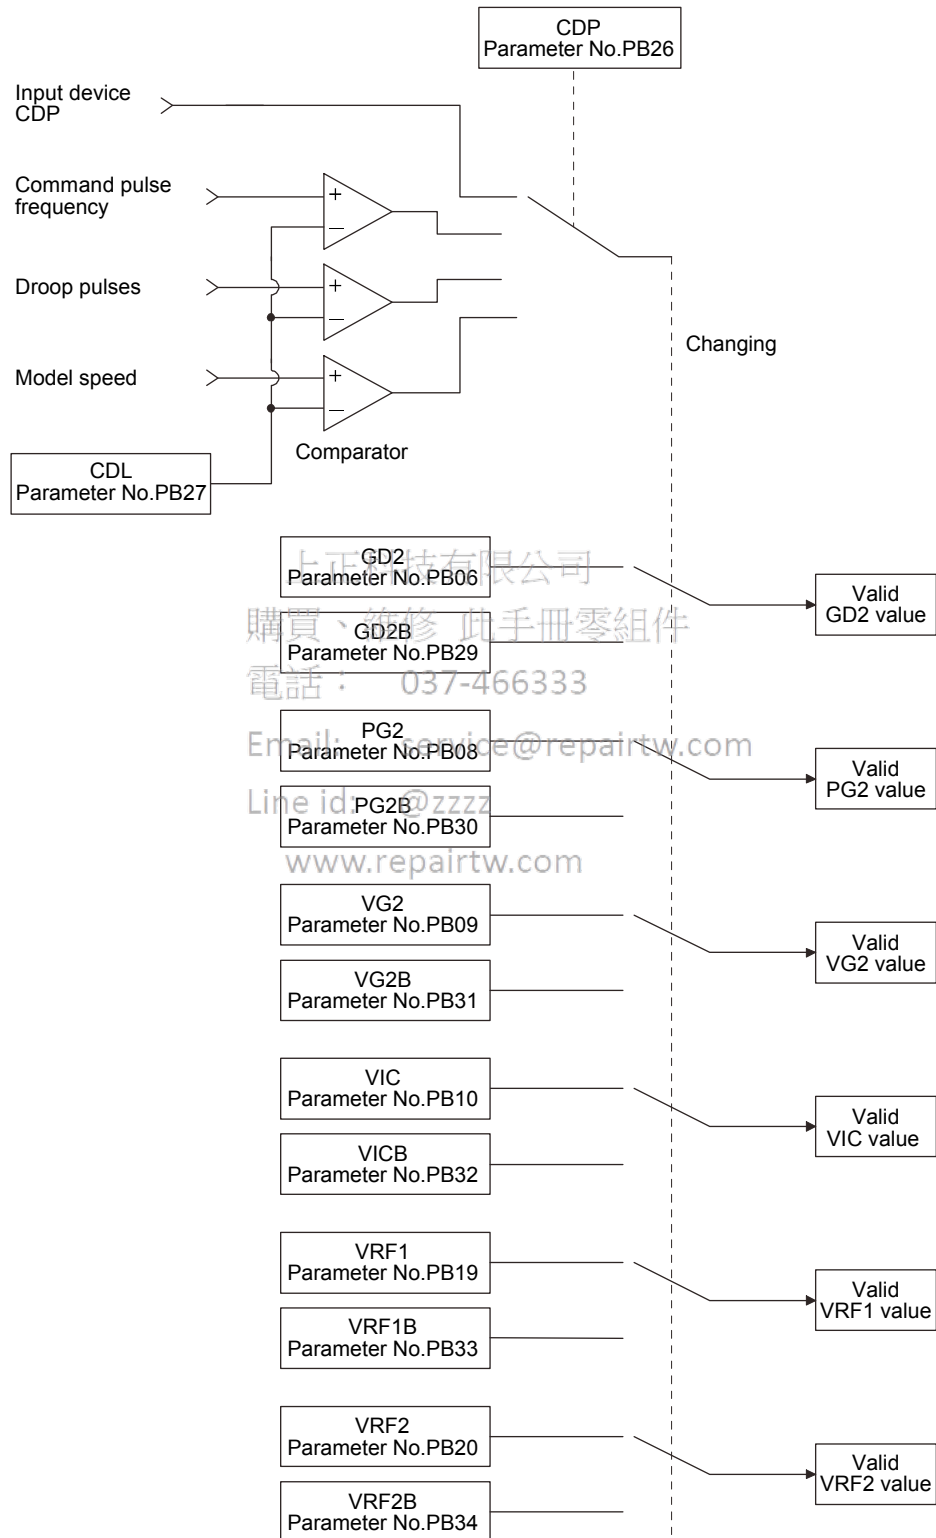 CDP
Parameter No.PB26
Input device
CDP
Command pulse
frequency
+
−
Droop pulses
+
−
Model speed
+
−
Changing
Comparator
CDL
Parameter No.PB27
GD2
Parameter No.PB06
上正科技有限公司
Valid
GD2 value
購買、維修 此手冊零組件
GD2B
Parameter No.PB29
電話： 037-466333
PG2
Parameter No.PB08
Email: service@repairtw.com
Valid
PG2 value
Line id: @zzzz
PG2B
Parameter No.PB30
www.repairtw.com
VG2
Parameter No.PB09
Valid
VG2 value
VG2B
Parameter No.PB31
VIC
Parameter No.PB10
Valid
VIC value
VICB
Parameter No.PB32
VRF1
Parameter No.PB19
Valid
VRF1 value
VRF1B
Parameter No.PB33
VRF2
Parameter No.PB20
Valid
VRF2 value
VRF2B
Parameter No.PB34